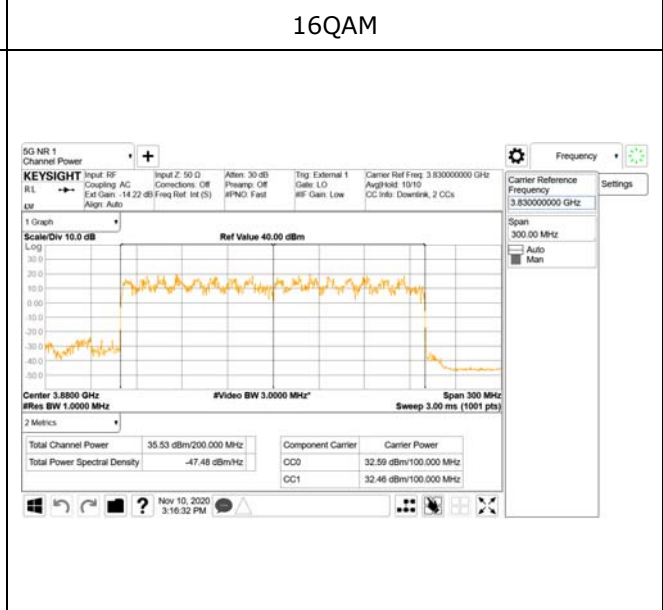 16QAM
5G NR 1
Channel Power
Frequency
KEYSIGHT
RL
Input: RF
Coupling: AC
Ext Gain: -14.22 dB
Align: Auto
Input Z: 50 Ω
Corrections: Off
Freq Ref: Int (S)
Atten: 30 dB
Preamp: Off
#PNO: Fast
Trig: External 1
Gate: LO
#IF Gain: Low
Carrier Ref Freq: 3.830000000 GHz
Avg|Hold: 10/10
CC Info: Downlink, 2 CCs
Carrier Reference
Frequency
3.830000000 GHz
Settings
Span
300.00 MHz
Auto
Man
1 Graph
Scale/Div 10.0 dB
Ref Value 40.00 dBm
Log
30.0
20.0
10.0
0.00
-10.0
-20.0
-30.0
-40.0
-50.0
Center 3.8800 GHz
#Video BW 3.0000 MHz*
Span 300 MHz
#Res BW 1.0000 MHz
Sweep 3.00 ms (1001 pts)
2 Metrics
Total Channel Power 35.53 dBm/200.000 MHz
Total Power Spectral Density -47.48 dBm/Hz
Component Carrier Carrier Power
CC0 32.59 dBm/100.000 MHz
CC1 32.46 dBm/100.000 MHz
?
Nov 10, 2020
3:16:32 PM